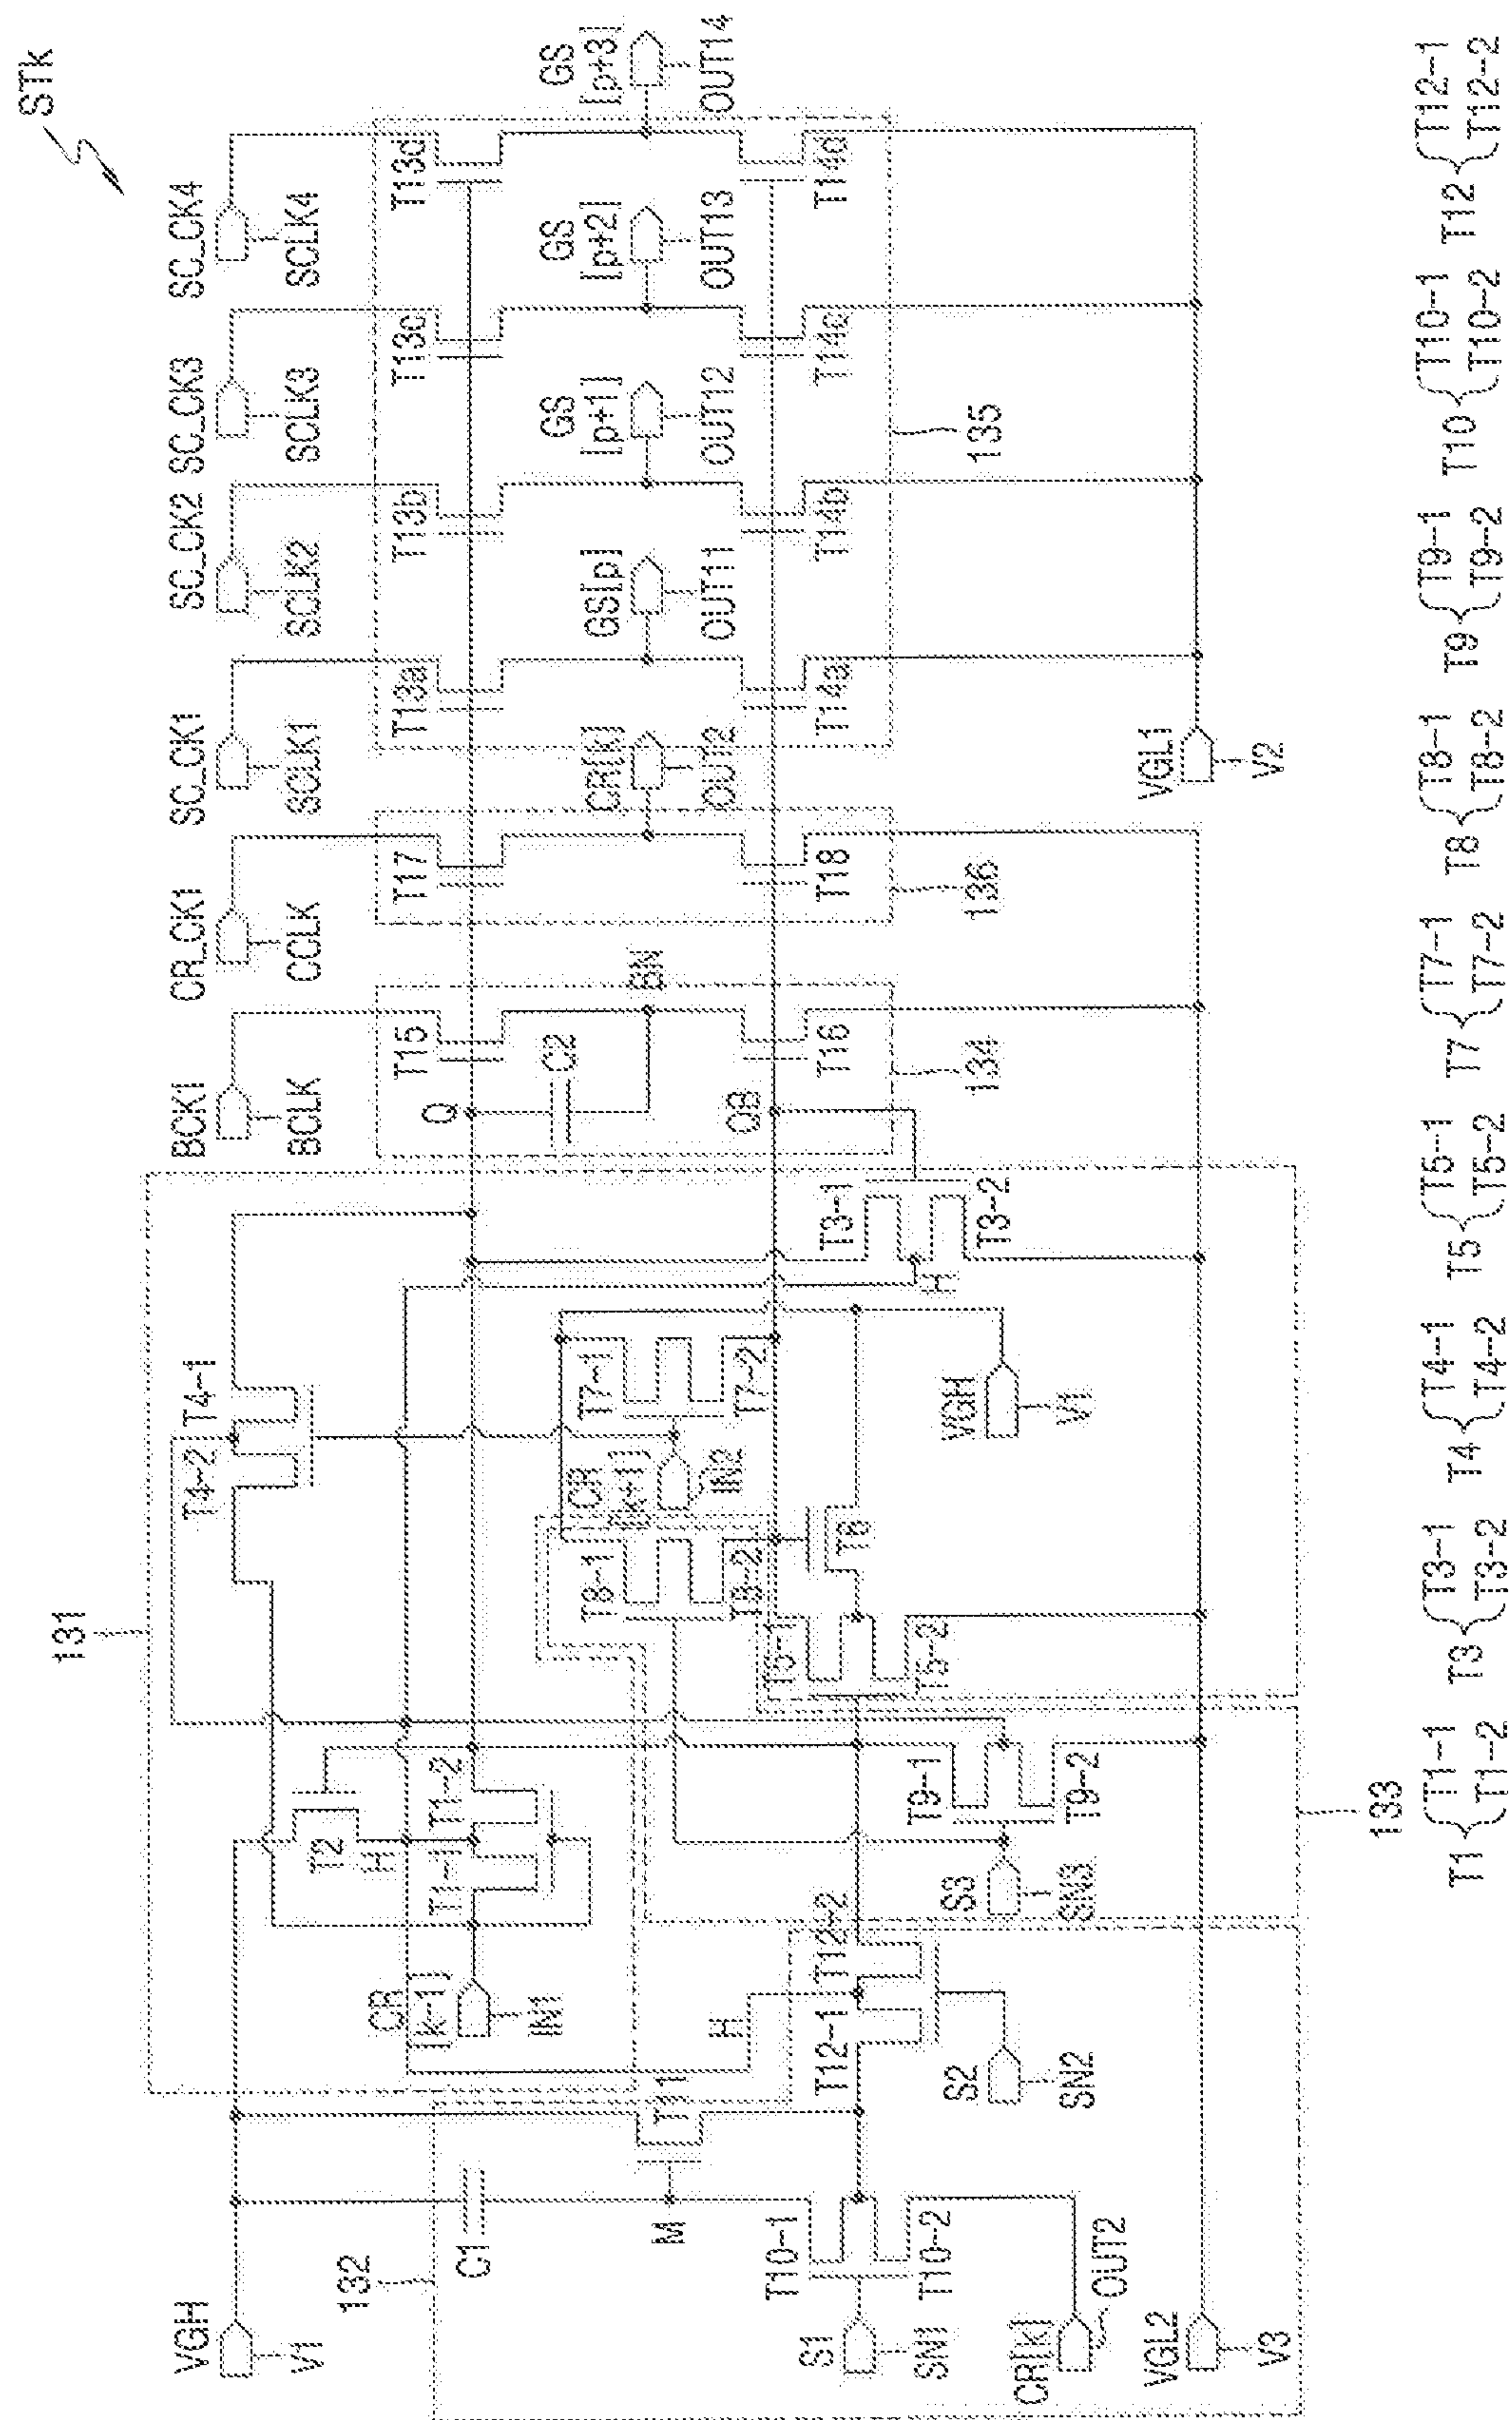 STk
131
VGH
V1
132
C1
M
T11
T10-1
T10-2
S1
SN1
CR[k]
OUT2
VGL2
V3
CR
[k-1]
IN1
T2
H
T1-1
T1-2
T4-2
T4-1
H
T12-1
T12-2
S2
SN2
S3
SN3
T9-1
T9-2
133
T8-1
T8-2
CR
[k+1]
IN2
T7-1
T7-2
T5-1
T5-2
T6
VGH
V1
T3-1
T3-2
H
BCK1
BCLK
Q
T15
C2
BN
QB
T16
134
CR_CK1
CCLK
T17
CR[k]
OUT2
T18
136
SC_CK1
SCLK1
T13a
GS[p]
OUT11
T14a
SC_CK2
SCLK2
T13b
GS
[p+1]
OUT12
T14b
135
SC_CK3
SCLK3
T13c
GS
[p+2]
OUT13
T14c
SC_CK4
SCLK4
T13d
GS
[p+3]
OUT14
T14d
VGL1
V2
T1 { T1-1
T1-2
T3 { T3-1
T3-2
T4 { T4-1
T4-2
T5 { T5-1
T5-2
T7 { T7-1
T7-2
T8 { T8-1
T8-2
T9 { T9-1
T9-2
T10 { T10-1
T10-2
T12 { T12-1
T12-2